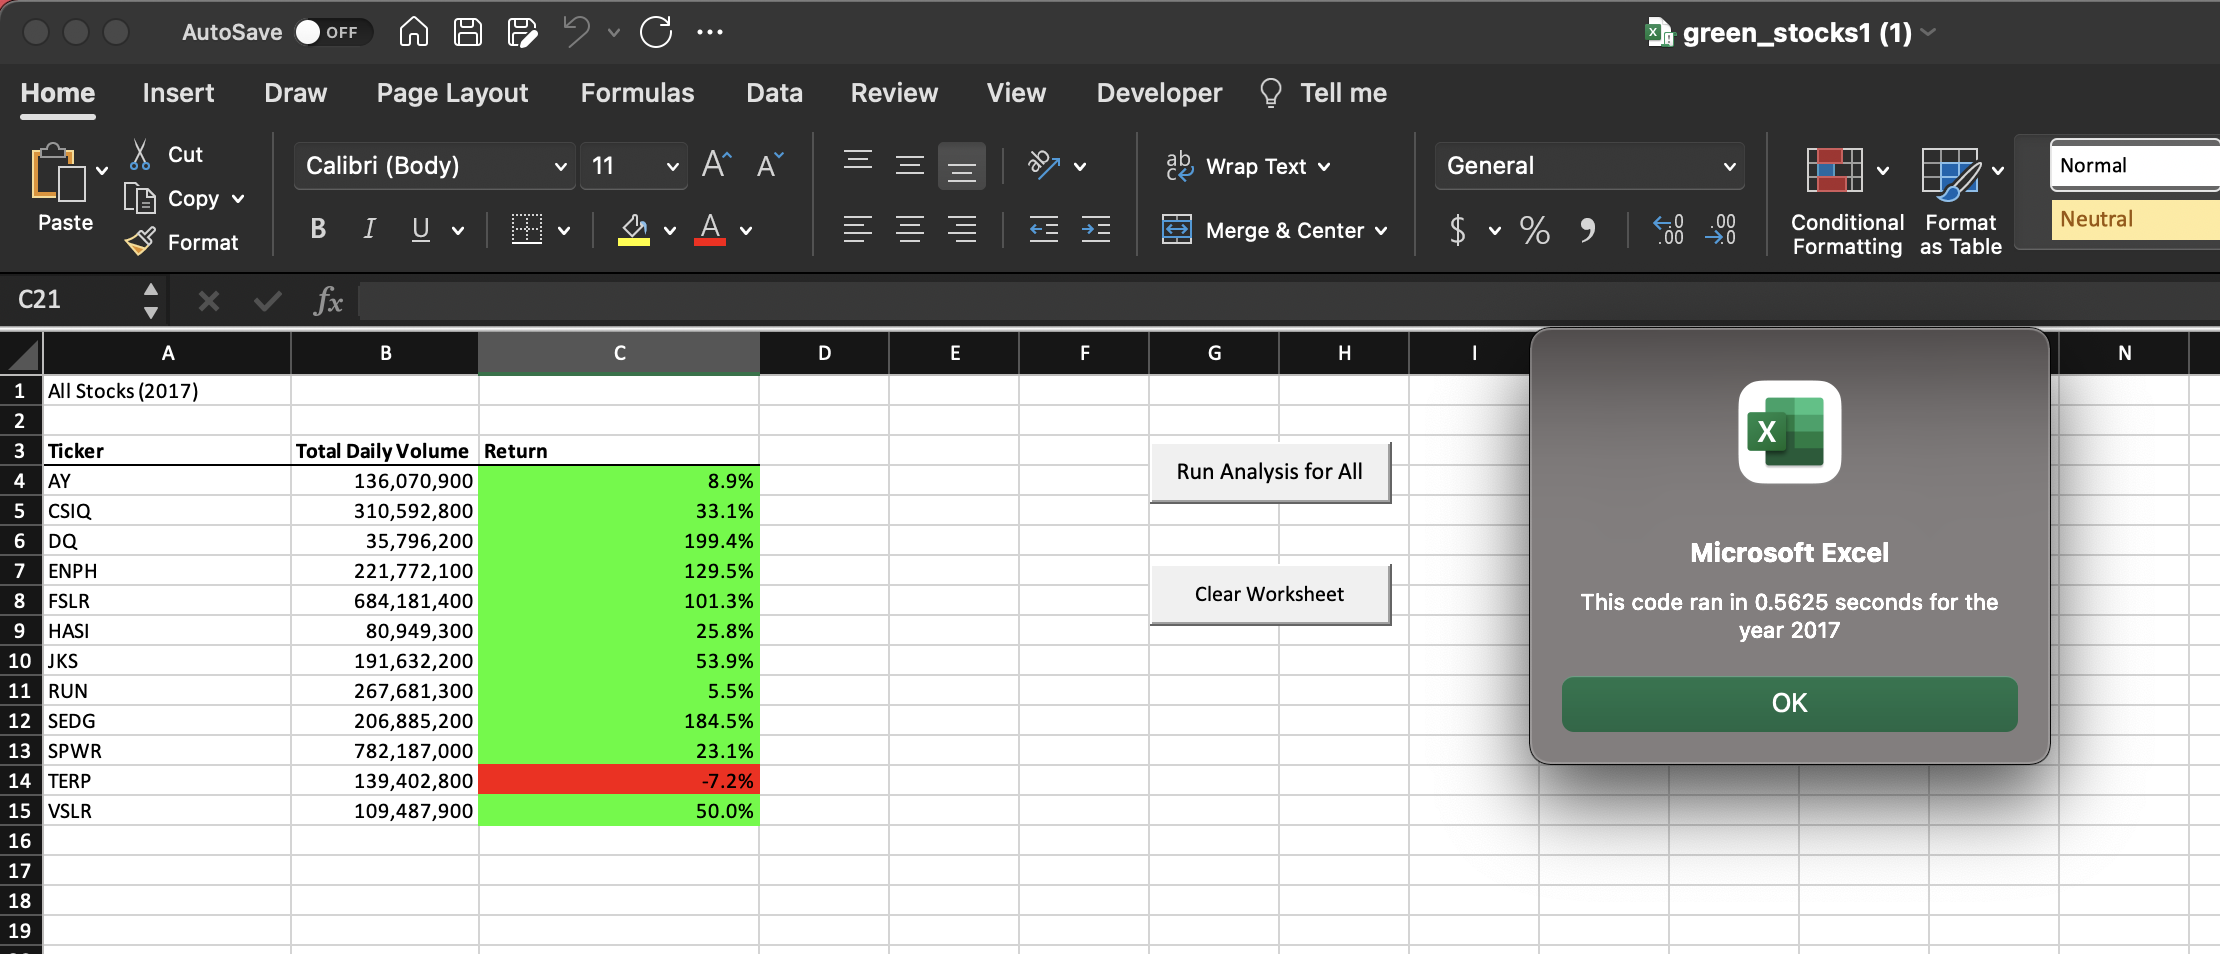 AutoSave OFF green_stocks1 (1)
Home Insert Draw Page Layout Formulas Data Review View Developer Tell me
Paste
Cut
Copy
Format
Calibri (Body) 11 A A
B I U A
ab
c Wrap Text
Merge & Center
General
$ % , .0 .00 .00 .0
Conditional Formatting
Format as Table
Normal
Neutral
C21 fx
A B C D E F G H I N
1 All Stocks (2017)
2
3 Ticker Total Daily Volume Return
4 AY 136,070,900 8.9%
5 CSIQ 310,592,800 33.1%
6 DQ 35,796,200 199.4%
7 ENPH 221,772,100 129.5%
8 FSLR 684,181,400 101.3%
9 HASI 80,949,300 25.8%
10 JKS 191,632,200 53.9%
11 RUN 267,681,300 5.5%
12 SEDG 206,885,200 184.5%
13 SPWR 782,187,000 23.1%
14 TERP 139,402,800 -7.2%
15 VSLR 109,487,900 50.0%
16
17
18
19
Run Analysis for All
Clear Worksheet
X
Microsoft Excel
This code ran in 0.5625 seconds for the
year 2017
OK